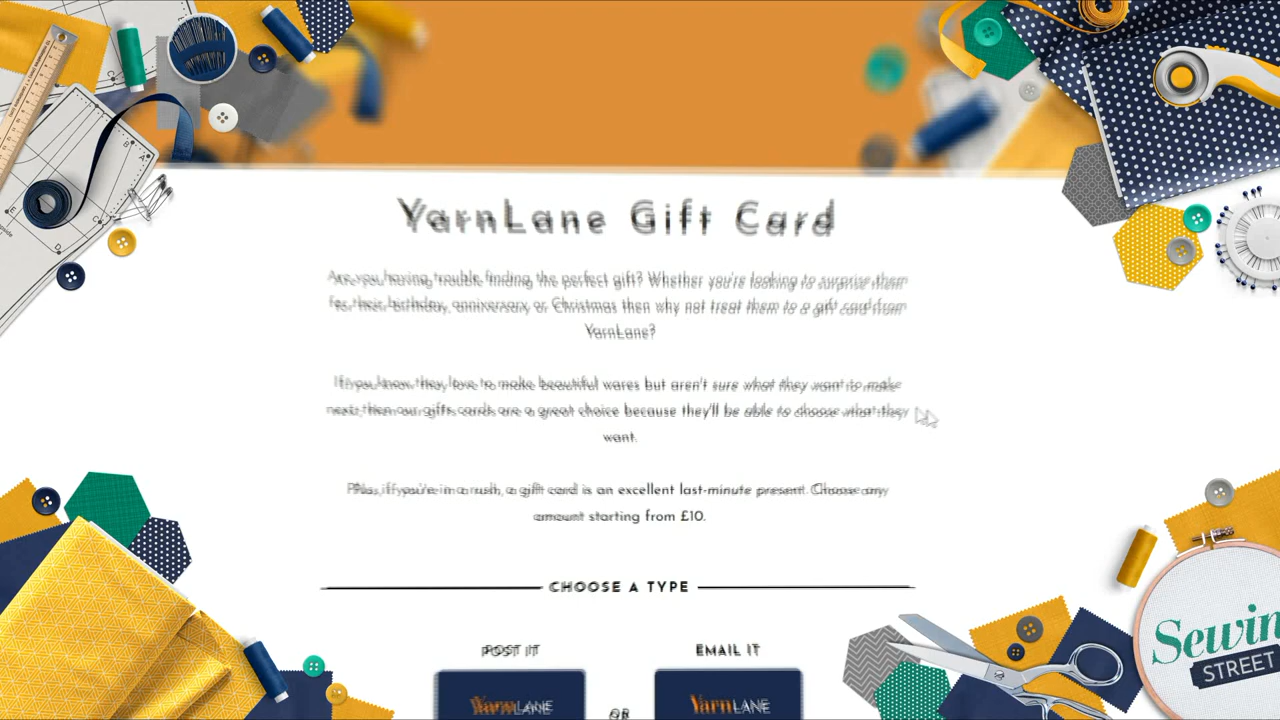 YarnLane Gift Card
Are you having trouble finding the perfect gift? Whether you're looking to surprise them
for their birthday, anniversary or Christmas then why not treat them to a gift card from
YarnLane?
If you know they love to make beautiful wares but aren't sure what they want to make
next, then our gifts cards are a great choice because they'll be able to choose what they
want.
Plus, if you're in a rush, a gift card is an excellent last-minute present. Choose any
amount starting from £10.
CHOOSE A TYPE
POST IT
EMAIL IT
YarnLANE
OR
YarnLANE
Sewin
STREET